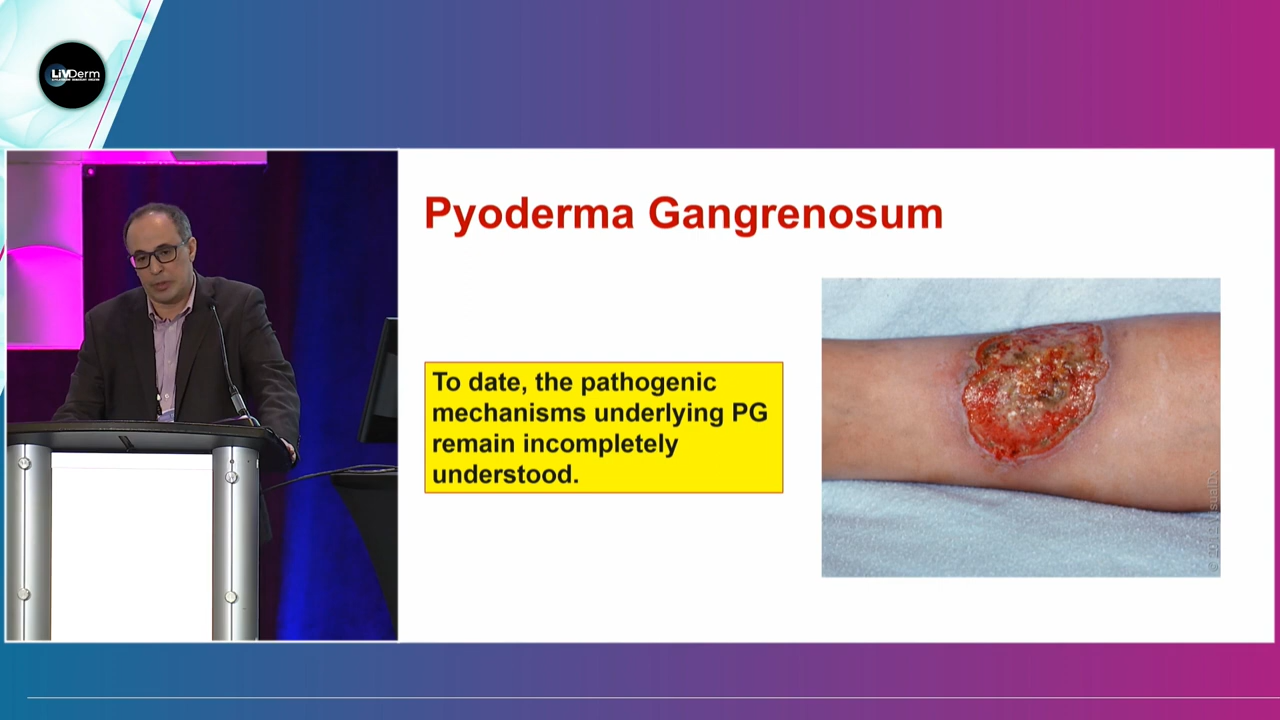 LiVDerm
Pyoderma Gangrenosum
To date, the pathogenic
mechanisms underlying PG
remain incompletely
understood.